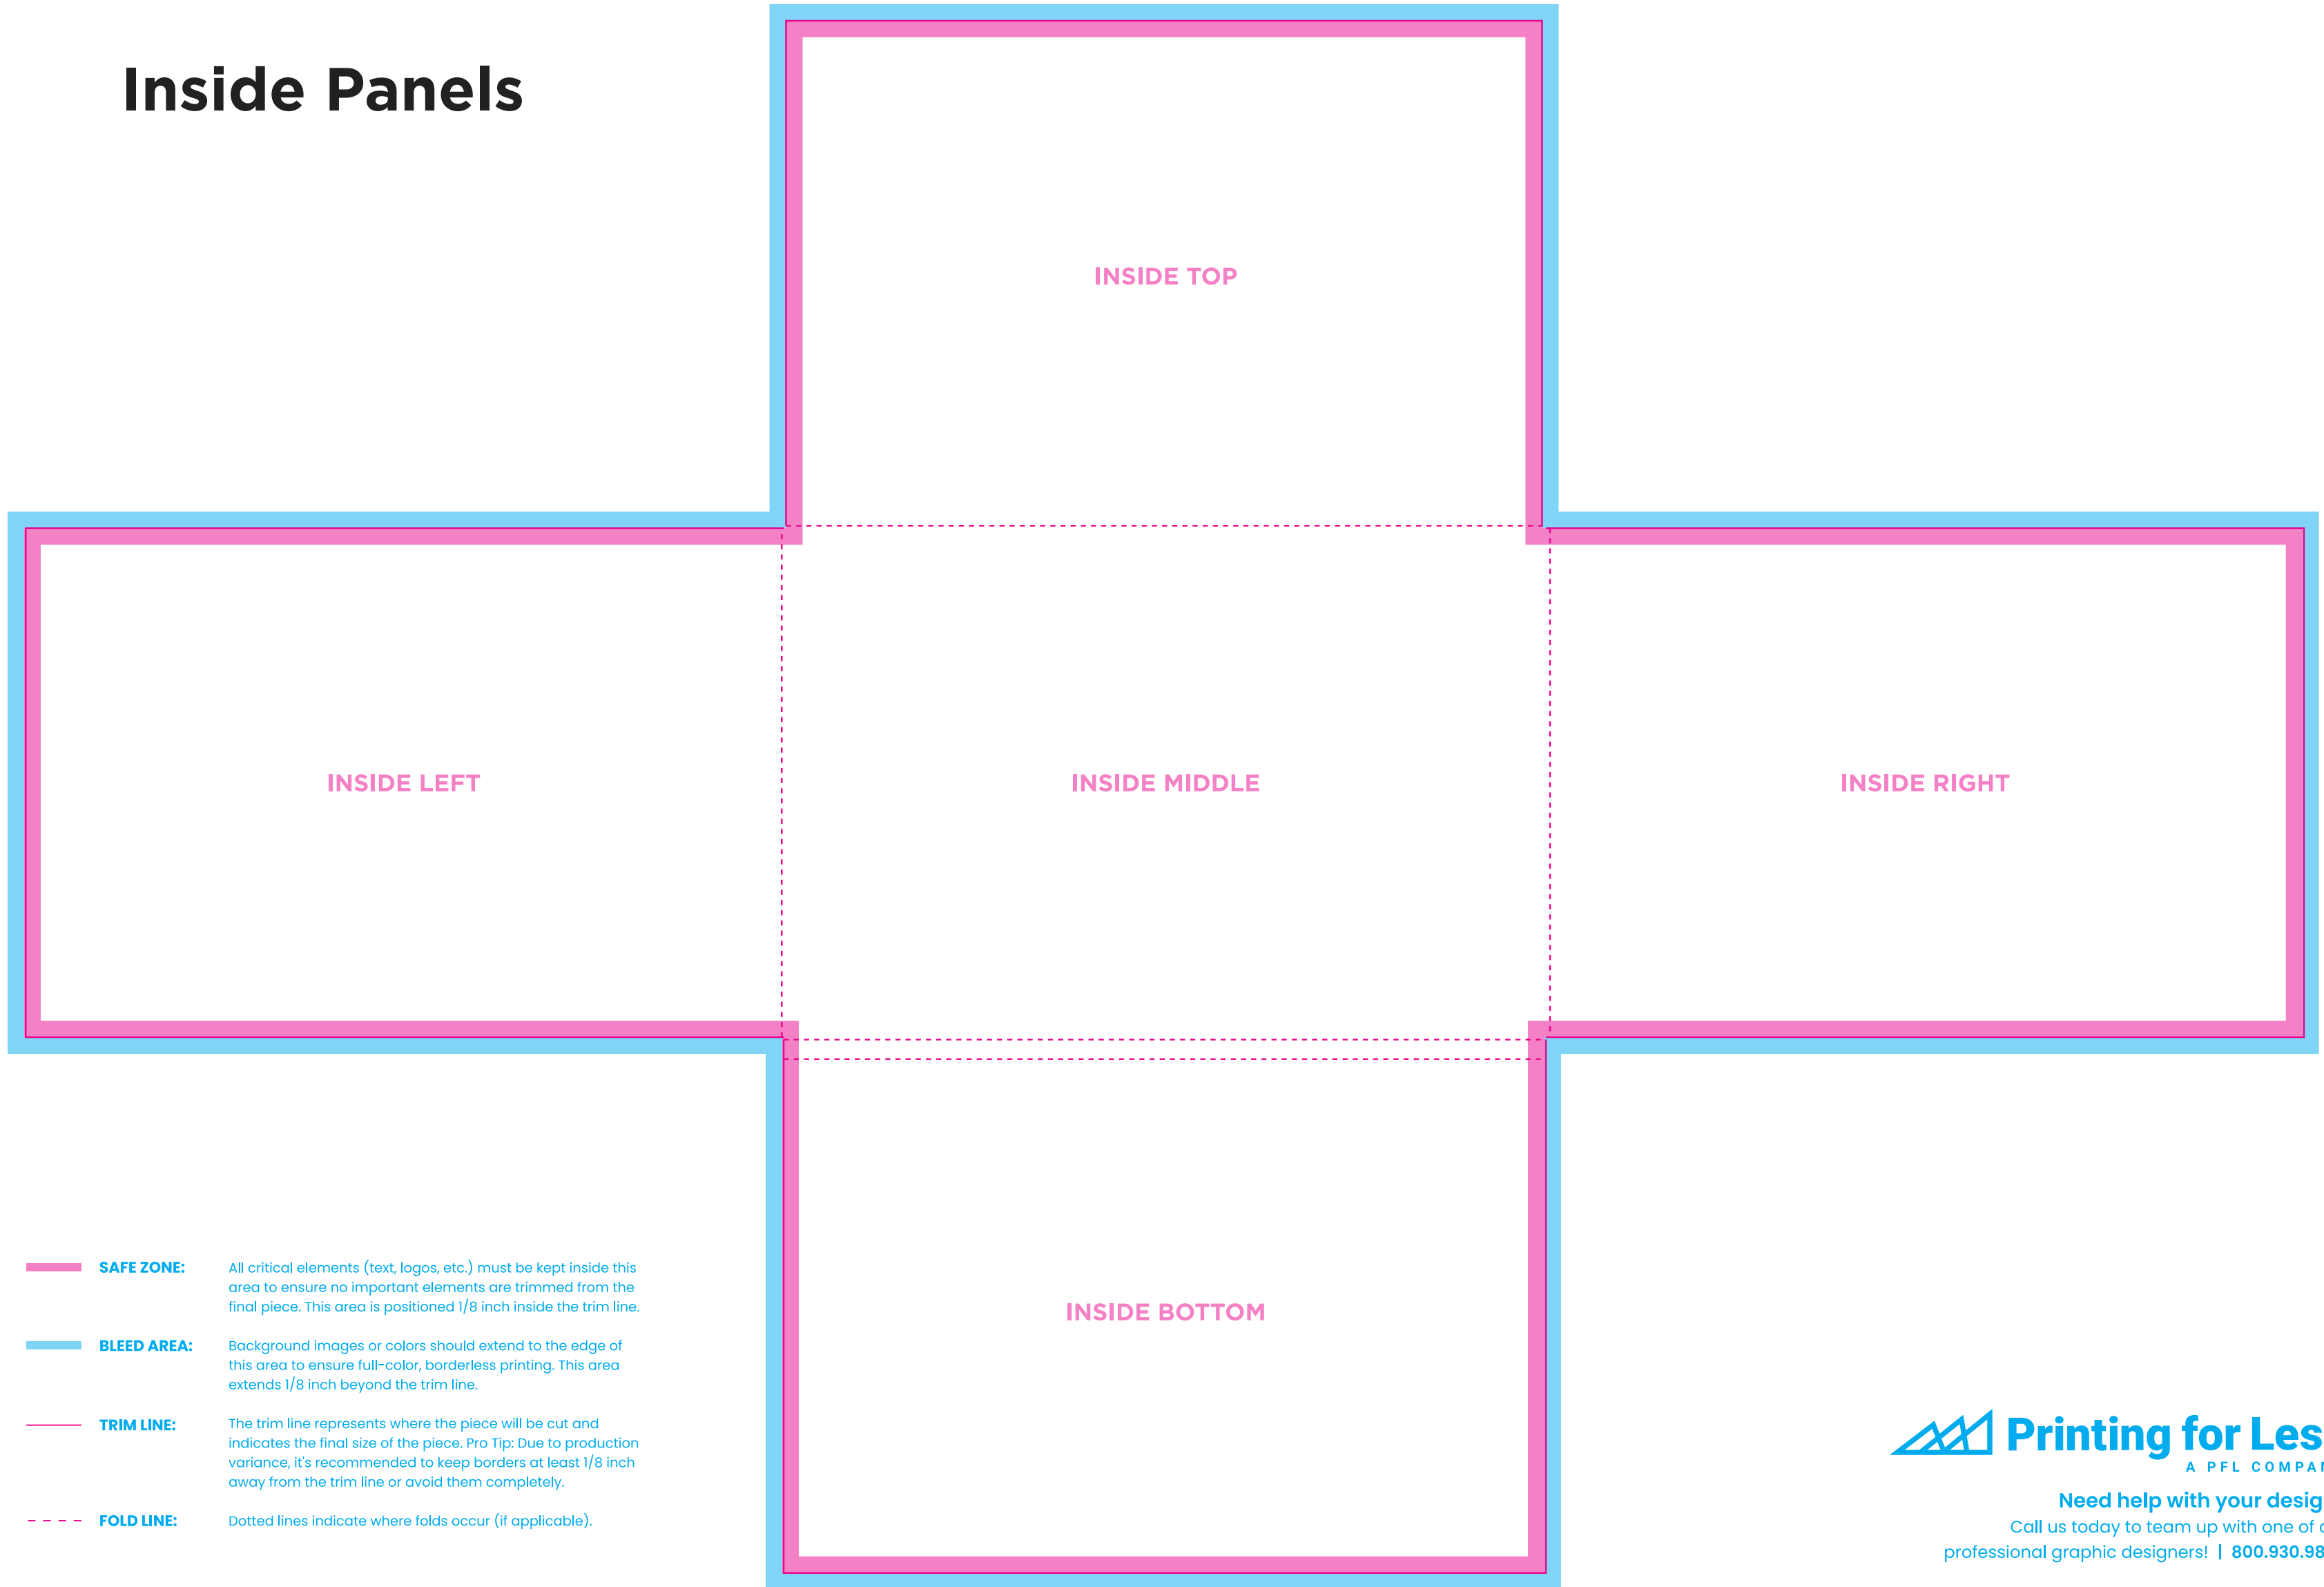 Inside Panels
INSIDE TOP
INSIDE LEFT
INSIDE MIDDLE
INSIDE RIGHT
INSIDE BOTTOM
SAFE ZONE: All critical elements (text, logos, etc.) must be kept inside this
area to ensure no important elements are trimmed from the
final piece. This area is positioned 1/8 inch inside the trim line.
BLEED AREA: Background images or colors should extend to the edge of
this area to ensure full-color, borderless printing. This area
extends 1/8 inch beyond the trim line.
TRIM LINE: The trim line represents where the piece will be cut and
indicates the final size of the piece. Pro Tip: Due to production
variance, it's recommended to keep borders at least 1/8 inch
away from the trim line or avoid them completely.
FOLD LINE: Dotted lines indicate where folds occur (if applicable).
Printing for
A PFL
Need help with your
Call us today to team up with one of
professional graphic designers! |